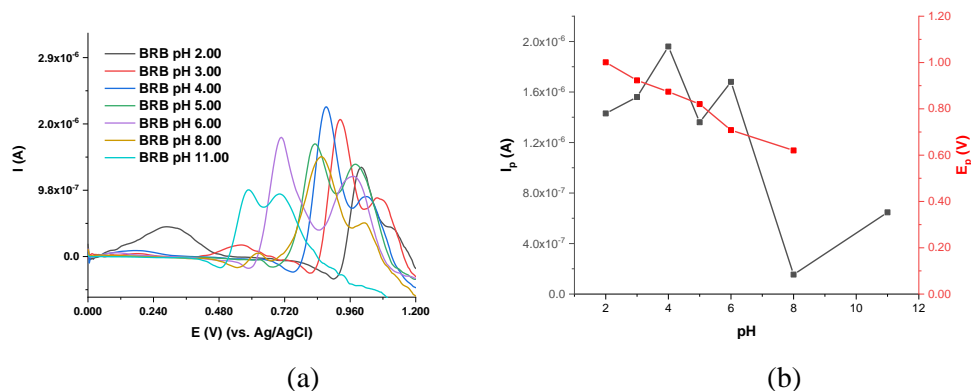 2.9x10⁻⁶
2.0x10⁻⁶
9.8x10⁻⁷
0.0
I (A)
BRB pH 2.00
BRB pH 3.00
BRB pH 4.00
BRB pH 5.00
BRB pH 6.00
BRB pH 8.00
BRB pH 11.00
0.000 0.240 0.480 0.720 0.960 1.200
E (V) (vs. Ag/AgCl)
(a)
2.0x10⁻⁶
1.6x10⁻⁶
1.2x10⁻⁶
8.0x10⁻⁷
4.0x10⁻⁷
0.0
Iₚ (A)
2 4 6 8 10 12
pH
1.20
1.00
0.80
0.60
0.40
0.20
0.00
Eₚ (V)
(b)